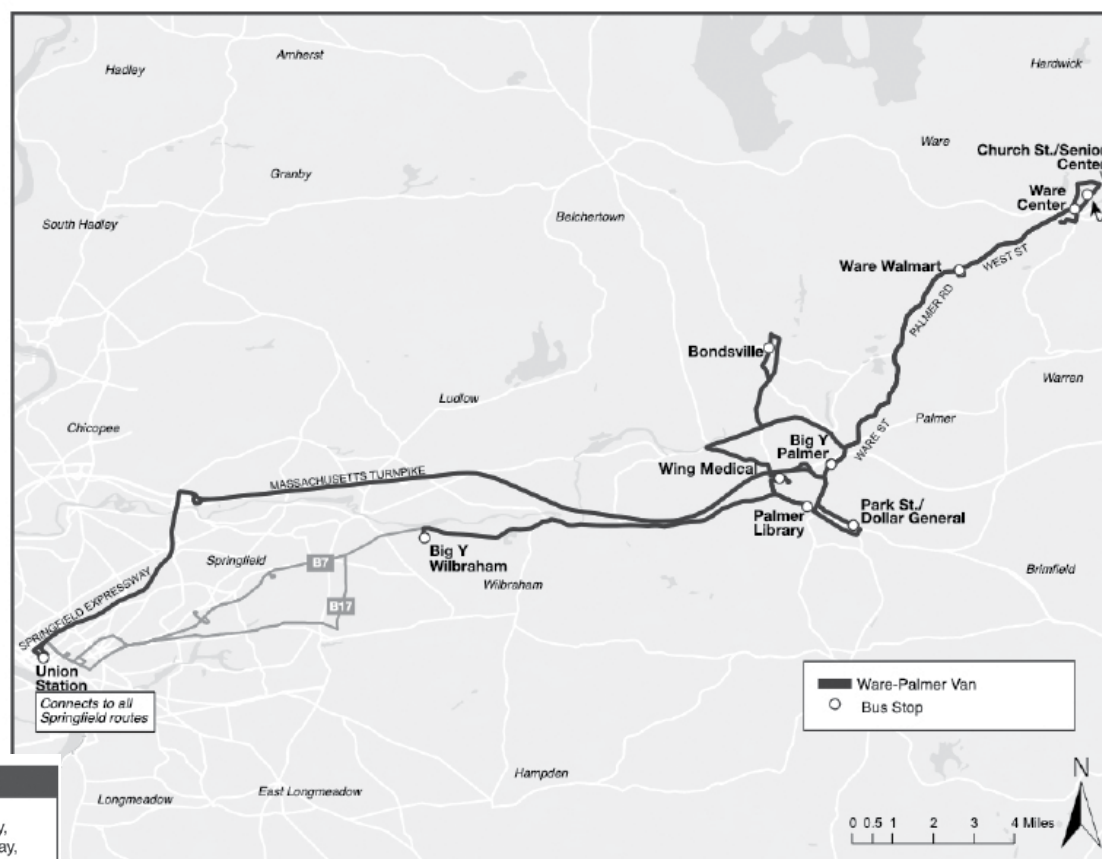 Hadley
Amherst
Hardwick
Ware
Church St./Senior
Center
Granby
Ware
Center
South Hadley
Belchertown
Ware Walmart
WEST ST
PALMER RD
Bondsville
Warren
Ludlow
Palmer
Chicopee
WARE ST
Big Y
Palmer
Wing Medical
MASSACHUSETTS TURNPIKE
Park St./
Dollar General
Palmer
Library
Big Y
Wilbraham
Springfield
B7
Wilbraham
Brimfield
B17
SPRINGFIELD EXPRESSWAY
Union
Station
Connects to all
Springfield routes
Ware-Palmer Van
Bus Stop
Hampden
N
Longmeadow
East Longmeadow
0 0.5 1 2 3 4 Miles